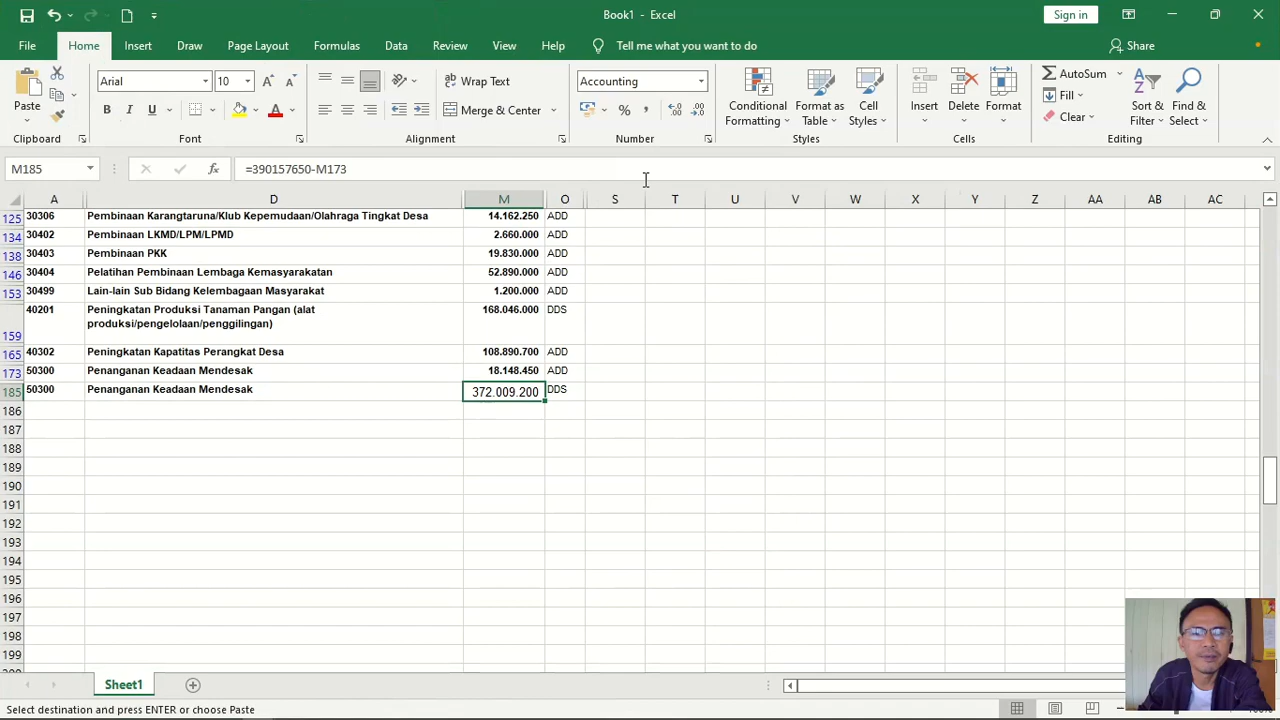 Book1 - Excel
Sign in
File Home Insert Draw Page Layout Formulas Data Review View Help Tell me what you want to do Share
Paste
Arial 10
Wrap Text
Accounting
Conditional Formatting
Format as Table
Cell Styles
Insert
Delete
Format
AutoSum
Fill
Clear
Sort & Filter
Find & Select
B I U A
Merge & Center
Clipboard Font Alignment Number Styles Cells Editing
M185 fx =390157650-M173
A D M O S T U V W X Y Z AA AB AC
125 30306 Pembinaan Karangtaruna/Klub Kepemudaan/Olahraga Tingkat Desa 14.162.250 ADD
134 30402 Pembinaan LKMD/LPM/LPMD 2.660.000 ADD
138 30403 Pembinaan PKK 19.830.000 ADD
146 30404 Pelatihan Pembinaan Lembaga Kemasyarakatan 52.890.000 ADD
153 30499 Lain-lain Sub Bidang Kelembagaan Masyarakat 1.200.000 ADD
40201 Peningkatan Produksi Tanaman Pangan (alat 168.046.000 DDS
159 produksi/pengelolaan/penggilingan)
165 40302 Peningkatan Kapatitas Perangkat Desa 108.890.700 ADD
173 50300 Penanganan Keadaan Mendesak 18.148.450 ADD
185 50300 Penanganan Keadaan Mendesak 372.009.200 DDS
186
187
188
189
190
191
192
193
194
195
196
197
198
199
Sheet1
Select destination and press ENTER or choose Paste